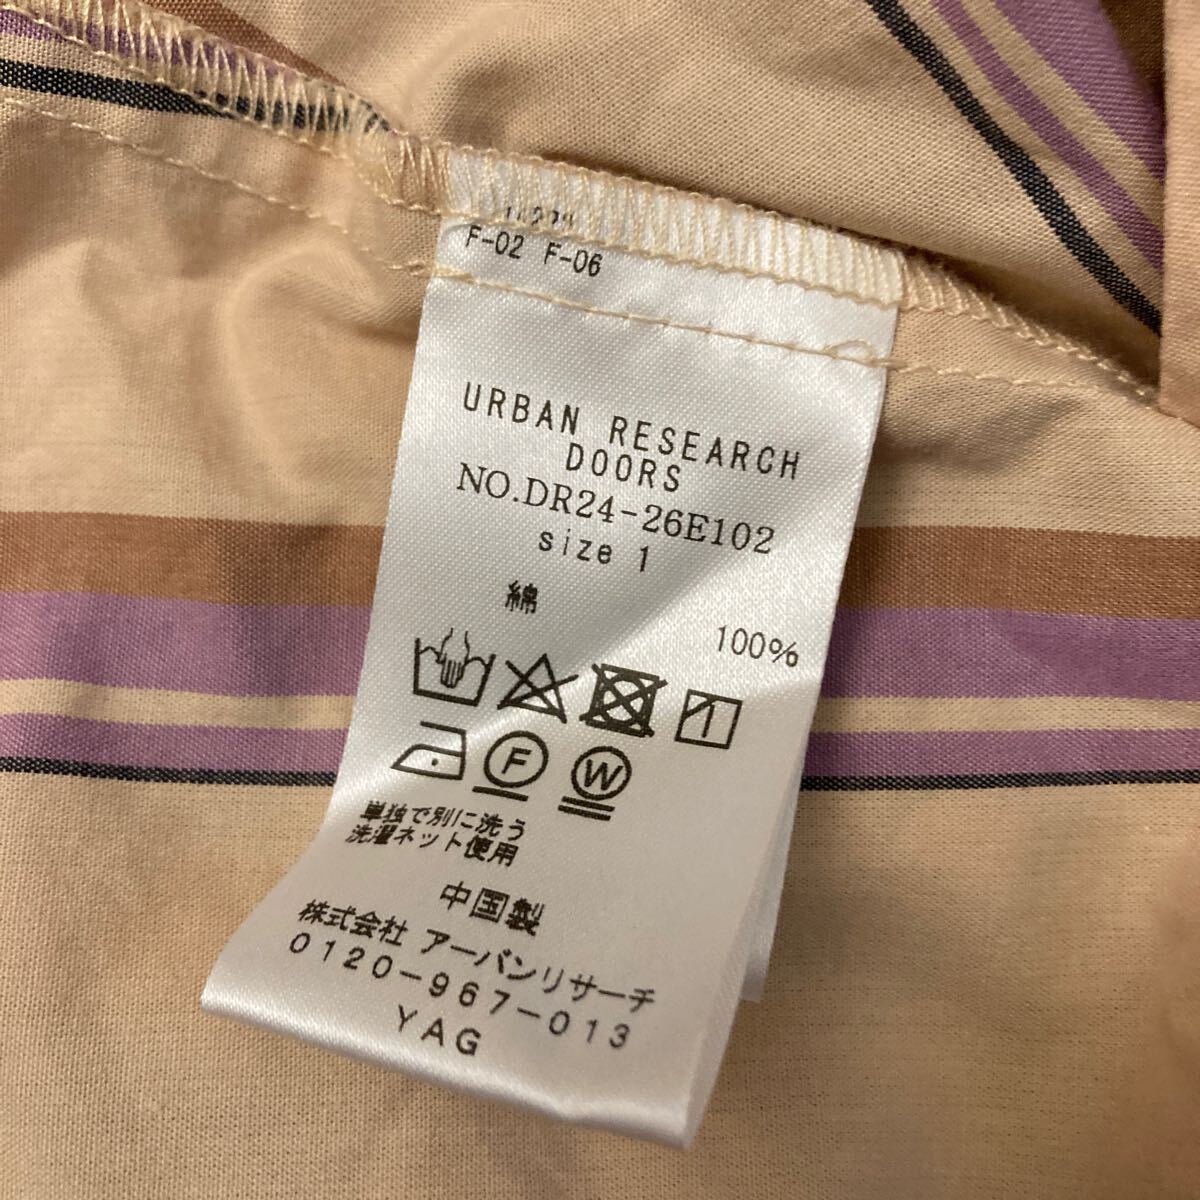 F-02 F-06
URBAN RESEARCH
DOORS
NO.DR24-26E102
size 1
綿
100%
F W
単独で別に洗う
洗濯ネット使用
中国製
株式会社 アーバンリサーチ
0120-967-013
YAG